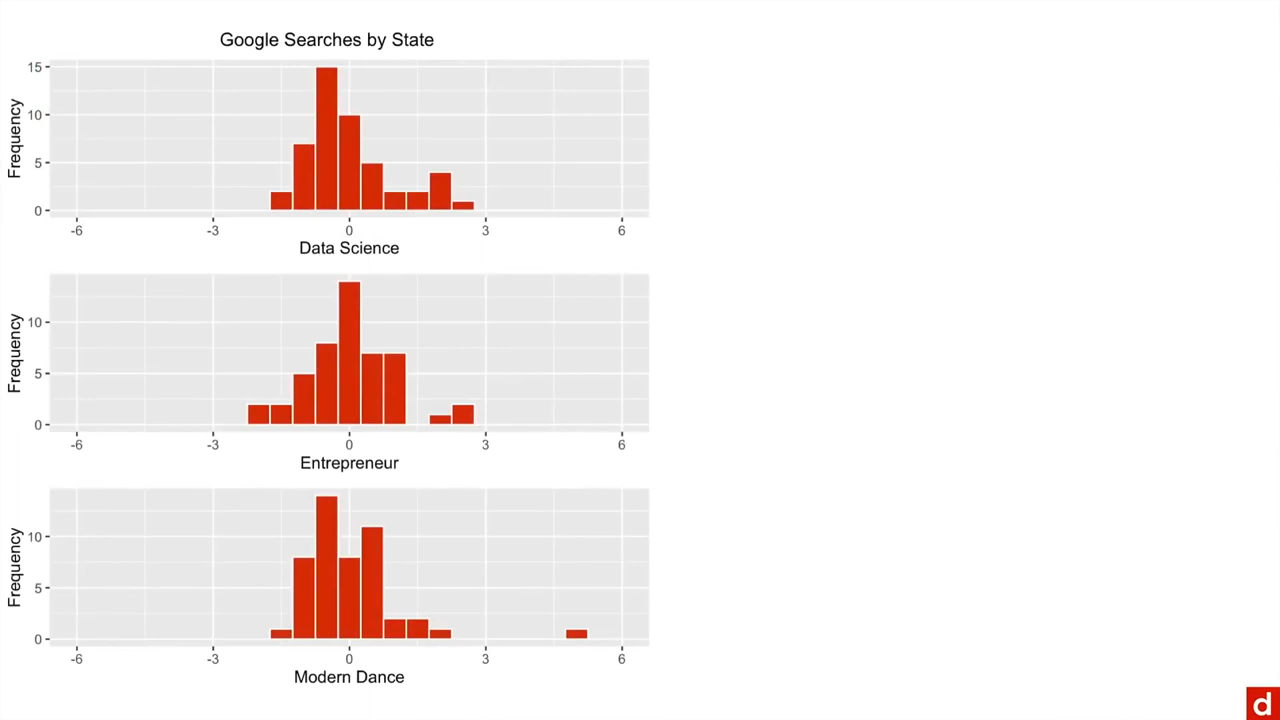 Google Searches by State
Frequency
15
10
5
0
-6 -3 0 3 6
Data Science
Frequency
10
5
0
-6 -3 0 3 6
Entrepreneur
Frequency
10
5
0
-6 -3 0 3 6
Modern Dance
d